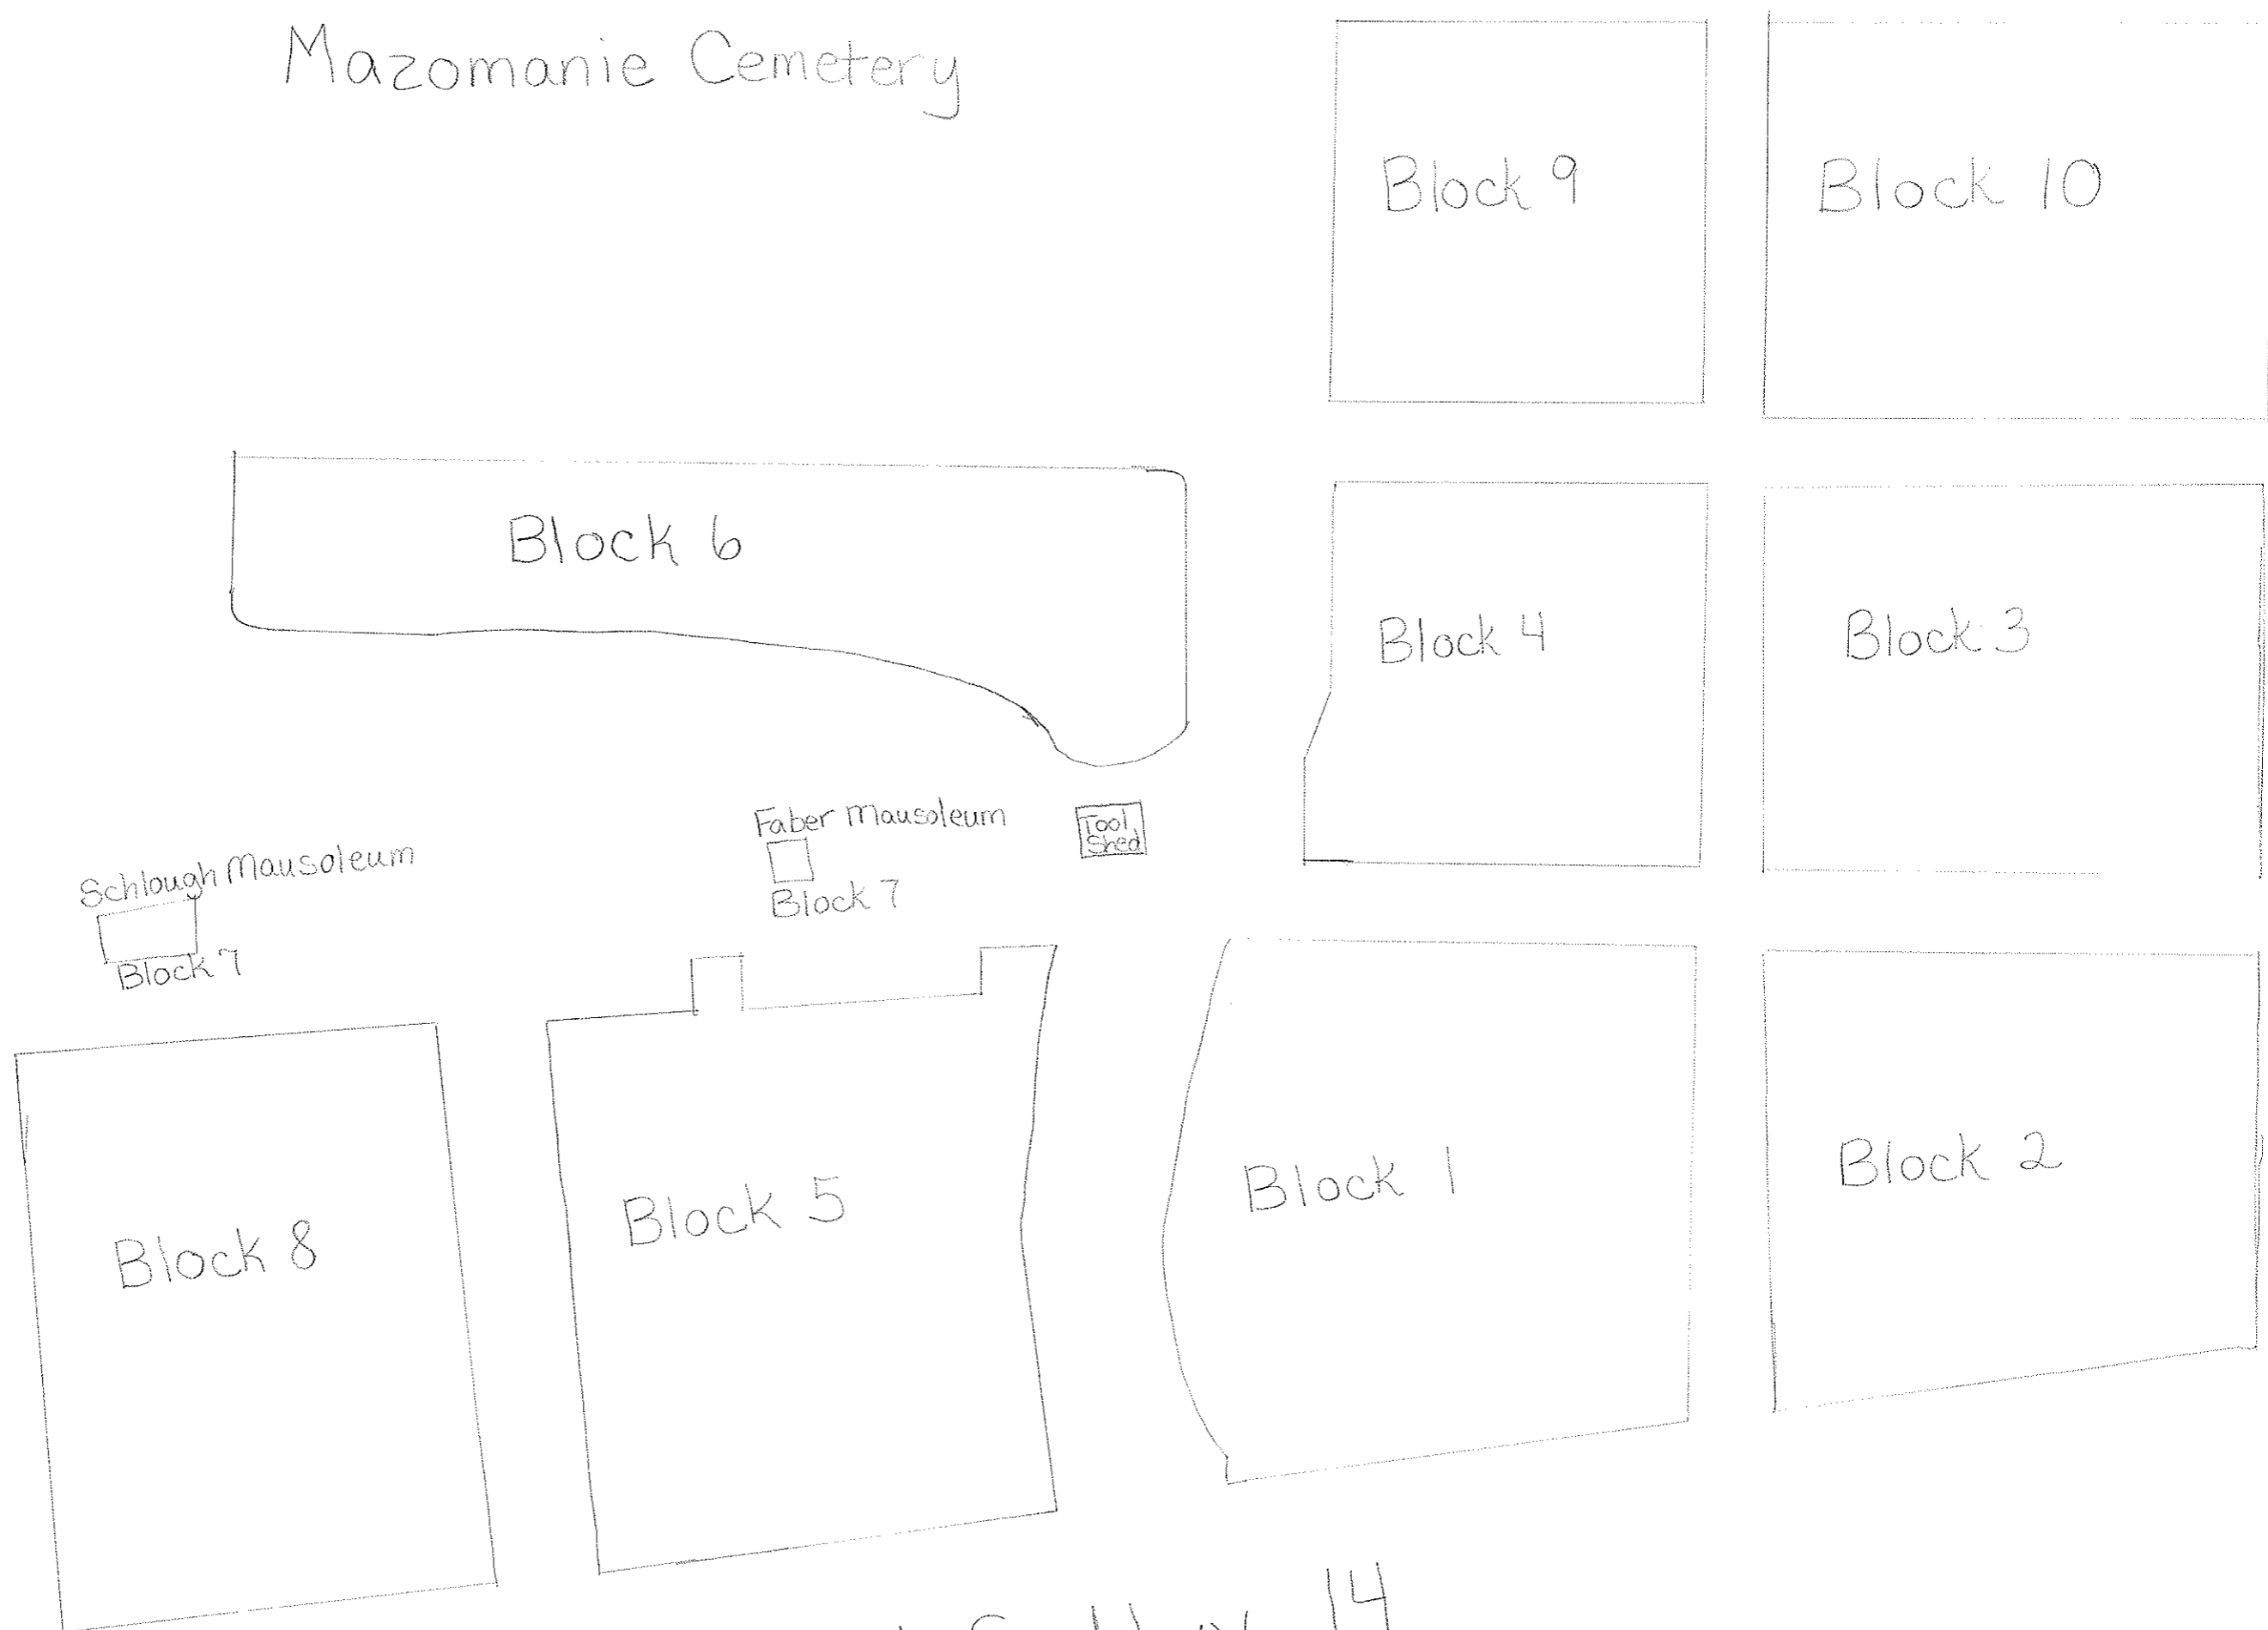 Mazomanie Cemetery
Block 9
Block 10
Block 6
Block 4
Block 3
Faber Mausoleum
Tool
Shed
Block 7
Schlough Mausoleum
Block 7
Block 8
Block 5
Block 1
Block 2
14